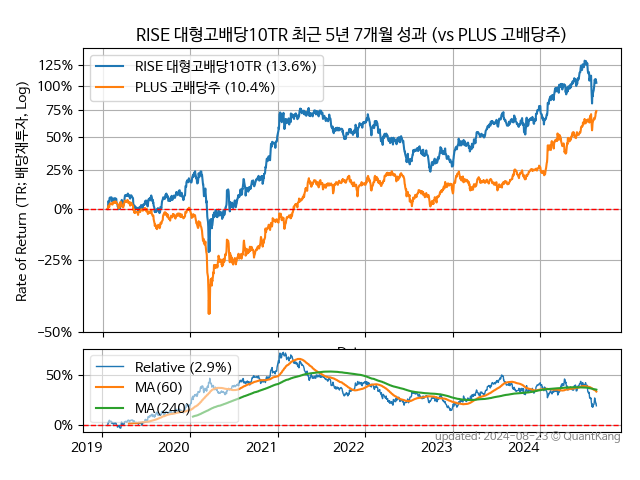 RISE 대형고배당10TR 최근 5년 7개월 성과 (vs PLUS 고배당주)
Rate of Return (TR: 배당재투자, Log)
125%
100%
75%
50%
25%
0%
−25%
−50%
RISE 대형고배당10TR (13.6%)
PLUS 고배당주 (10.4%)
50%
0%
Relative (2.9%)
MA(60)
MA(240)
2019 2020 2021 2022 2023 2024
updated: 2024-08-23 © QuantKang